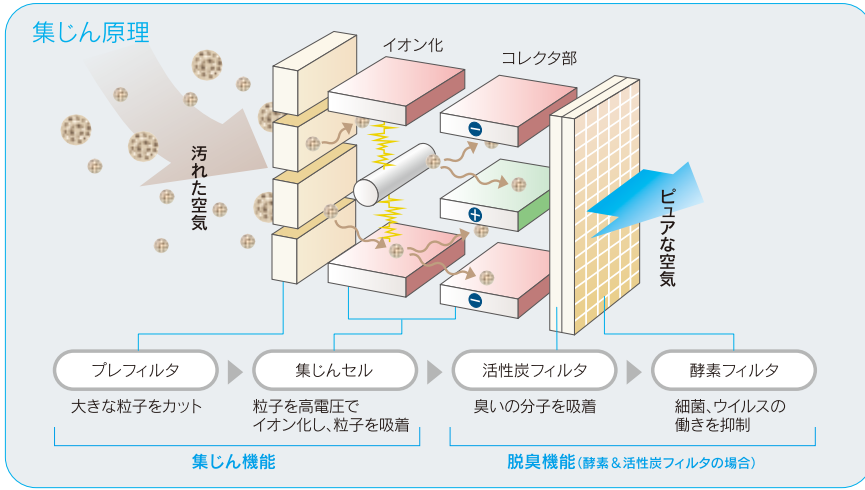 集じん原理
イオン化
コレクタ部
汚れた空気
ピュアな空気
プレフィルタ
集じんセル
活性炭フィルタ
酵素フィルタ
大きな粒子をカット
粒子を高電圧で
イオン化し、粒子を吸着
臭いの分子を吸着
細菌、ウイルスの
働きを抑制
集じん機能
脱臭機能(酵素&活性炭フィルタの場合)